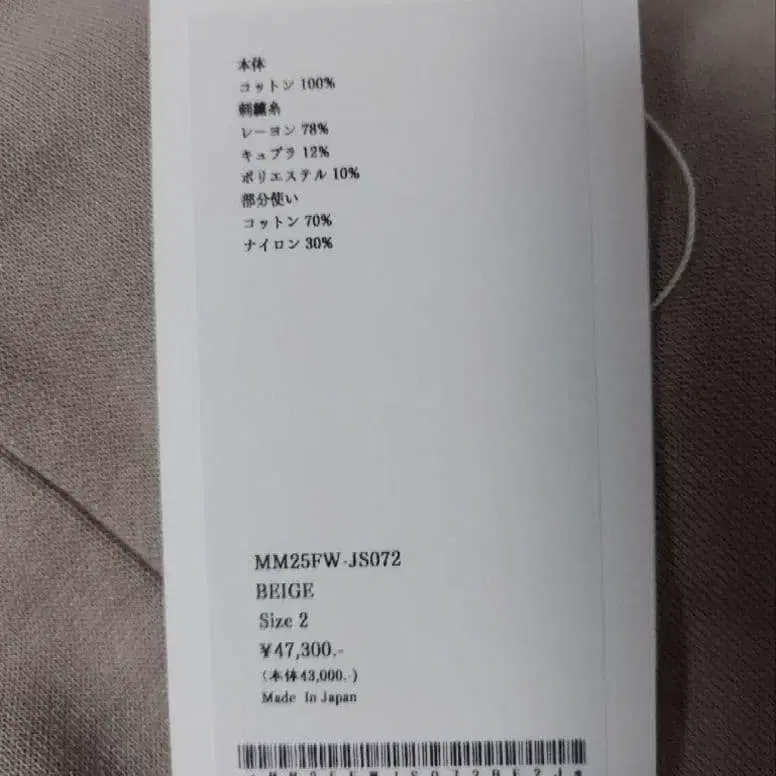 本体
コットン 100%
刺繍糸
レーヨン 78%
キュプラ 12%
ポリエステル 10%
部分使い
コットン 70%
ナイロン 30%
MM25FW-JS072
BEIGE
Size 2
¥47,300.-
(本体43,000.-)
Made In Japan